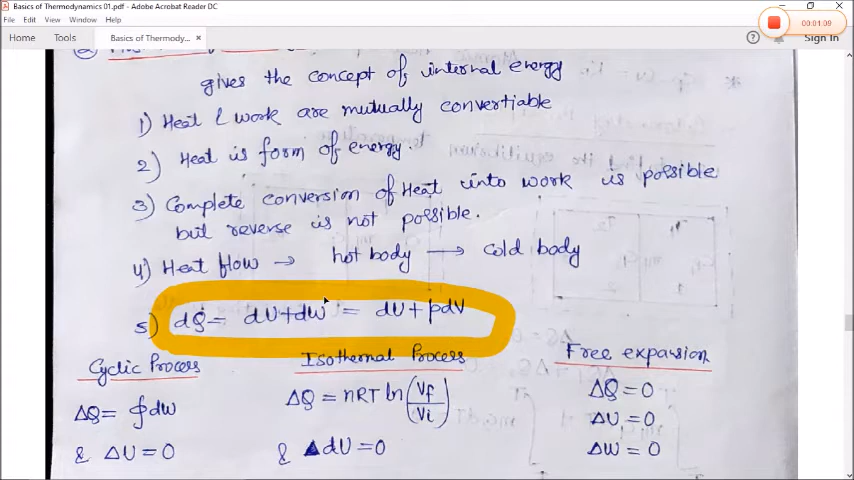 Basics of Thermodynamics 01.pdf - Adobe Acrobat Reader DC
File Edit View Window Help
00:01:09
Home Tools Basics of Thermody... × Sign In
gives the concept of internal energy
1) Heat & work are mutually convertiable
2) Heat is form of energy.
3) Complete conversion of Heat into work is possible
but reverse is not possible.
4) Heat flow → hot body → cold body
5) dQ = dU+dW = dU + pdV
Cyclic Process Isothermal Process Free expansion
ΔQ = ∮dW ΔQ = nRT ln(Vf/Vi) ΔQ = 0
ΔU = 0
& ΔU = 0 & ΔdU = 0 ΔW = 0